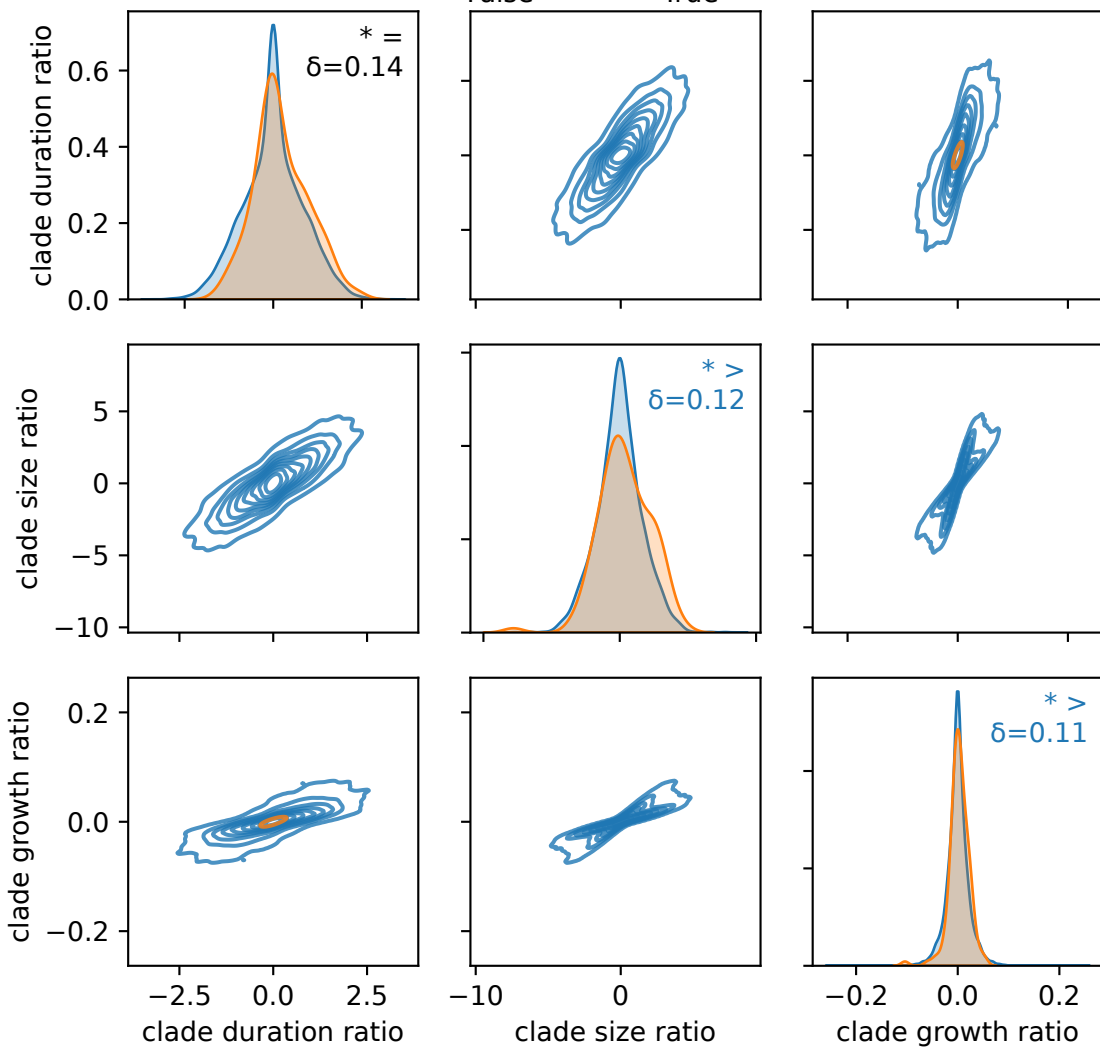 False True
clade duration ratio
0.6
0.4
0.2
0.0
* =
δ=0.14
clade size ratio
5
0
−5
−10
* >
δ=0.12
clade growth ratio
0.2
0.0
−0.2
* >
δ=0.11
−2.5 0.0 2.5 −10 0 −0.2 0.0 0.2
clade duration ratio clade size ratio clade growth ratio